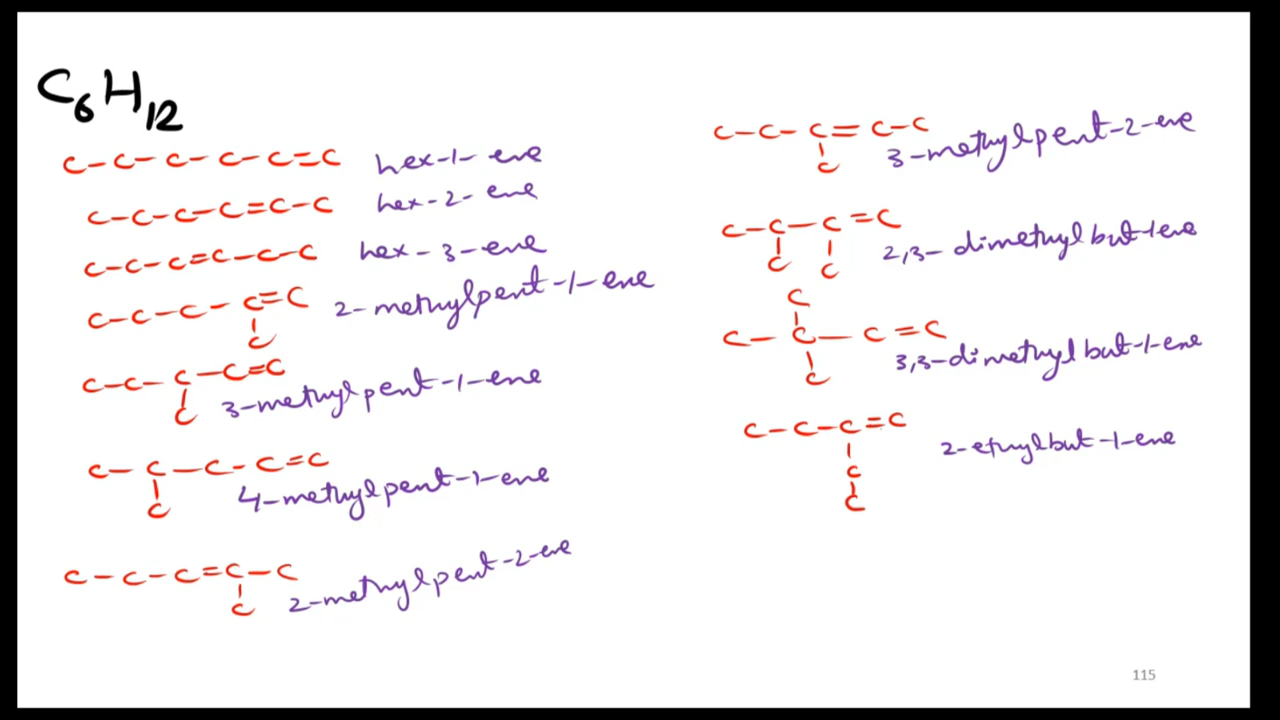 C6H12
C-C-C-C-C=C hex-1-ene
C-C-C-C=C-C hex-2-ene
C-C-C=C-C-C hex-3-ene
C-C-C-C=C 2-methylpent-1-ene
C
C-C-C-C=C
C 3-methylpent-1-ene
C-C-C-C=C
C 4-methylpent-1-ene
C-C-C=C-C
C 2-methylpent-2-ene
C-C-C=C-C
C 3-methylpent-2-ene
C-C-C=C
C C 2,3-dimethylbut-1-ene
C
C-C-C=C
C 3,3-dimethylbut-1-ene
C-C-C=C
2-ethylbut-1-ene
C
C
115